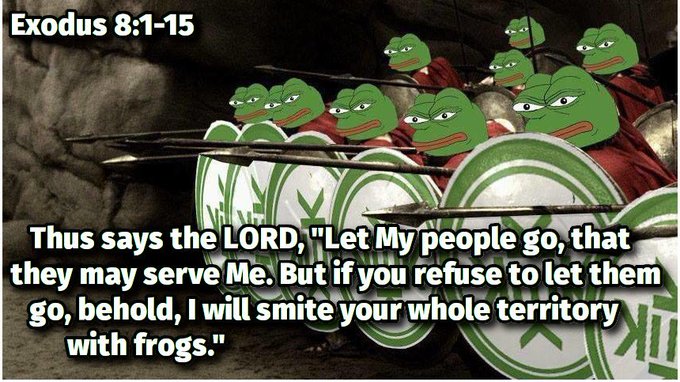 Exodus 8:1-15
Thus says the LORD, "Let My people go, that
they may serve Me. But if you refuse to let them
go, behold, I will smite your whole territory
with frogs."